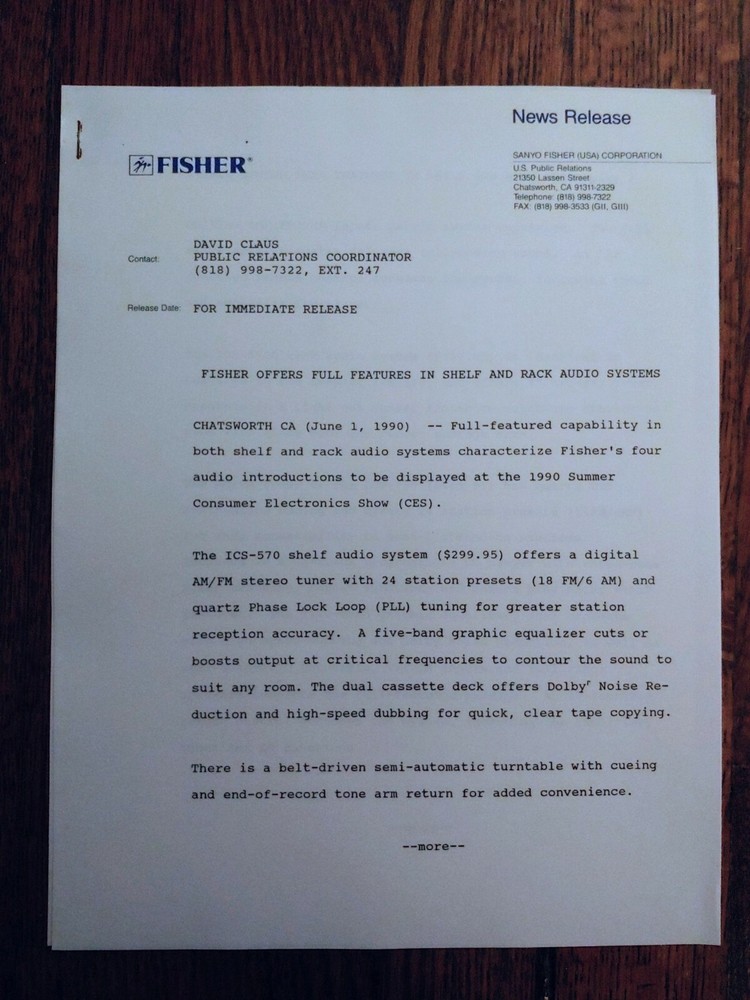 News Release
FISHER®
SANYO FISHER (USA) CORPORATION
U.S. Public Relations
21350 Lassen Street
Chatsworth, CA 91311-2329
Telephone: (818) 998-7322
FAX: (818) 998-3533 (GII, GIII)
DAVID CLAUS
Contact: PUBLIC RELATIONS COORDINATOR
(818) 998-7322, EXT. 247
Release Date: FOR IMMEDIATE RELEASE
FISHER OFFERS FULL FEATURES IN SHELF AND RACK AUDIO SYSTEMS
CHATSWORTH CA (June 1, 1990) -- Full-featured capability in
both shelf and rack audio systems characterize Fisher's four
audio introductions to be displayed at the 1990 Summer
Consumer Electronics Show (CES).
The ICS-570 shelf audio system ($299.95) offers a digital
AM/FM stereo tuner with 24 station presets (18 FM/6 AM) and
quartz Phase Lock Loop (PLL) tuning for greater station
reception accuracy. A five-band graphic equalizer cuts or
boosts output at critical frequencies to contour the sound to
suit any room. The dual cassette deck offers Dolbyʳ Noise Re-
duction and high-speed dubbing for quick, clear tape copying.
There is a belt-driven semi-automatic turntable with cueing
and end-of-record tone arm return for added convenience.
--more--